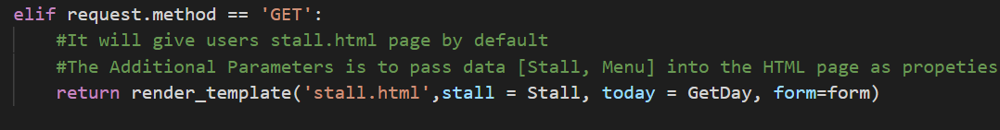 elif request.method == 'GET':
#It will give users stall.html page by default
#The Additional Parameters is to pass data [Stall, Menu] into the HTML page as propeties
return render_template('stall.html',stall = Stall, today = GetDay, form=form)